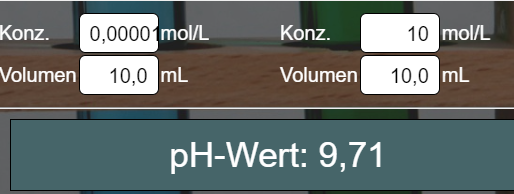 Konz. 0,00001 mol/L Konz. 10 mol/L
Volumen 10,0 mL Volumen 10,0 mL
pH-Wert: 9,71